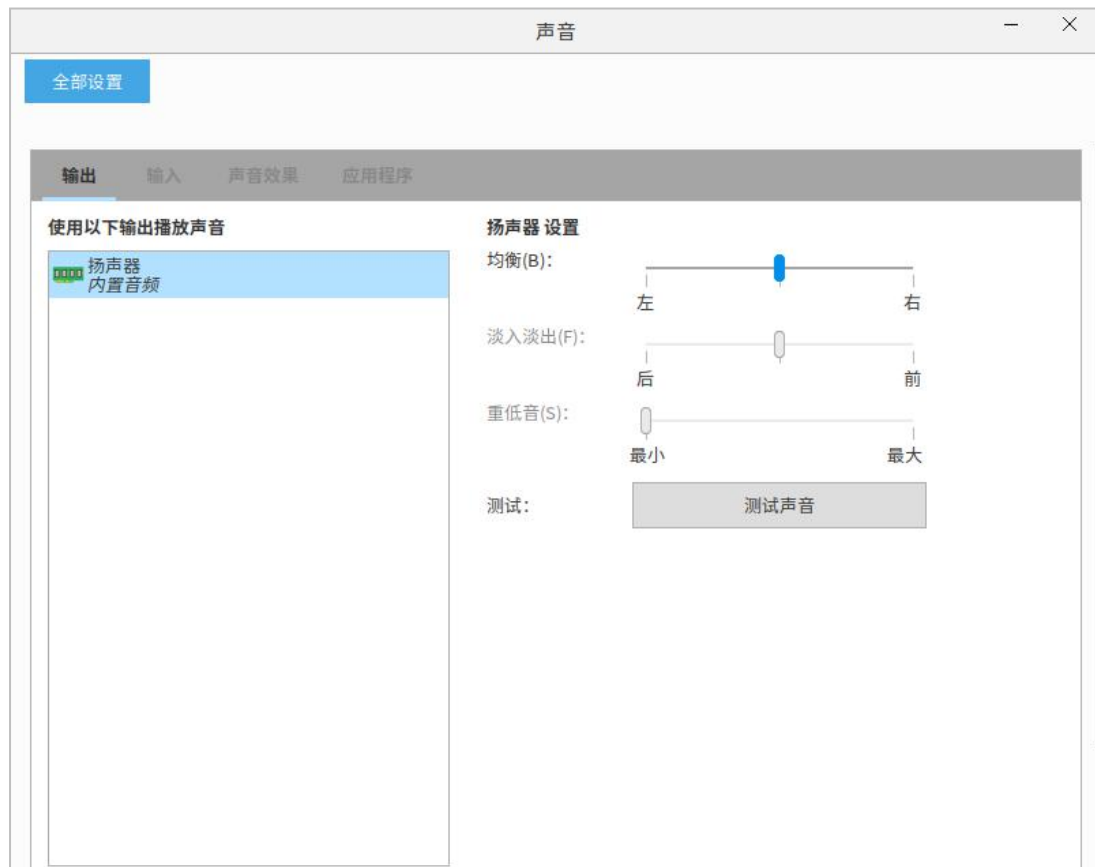 声音
全部设置
输出 输入 声音效果 应用程序
使用以下输出播放声音
扬声器
内置音频
扬声器 设置
均衡(B)：
左 右
淡入淡出(F)：
后 前
重低音(S)：
最小 最大
测试： 测试声音